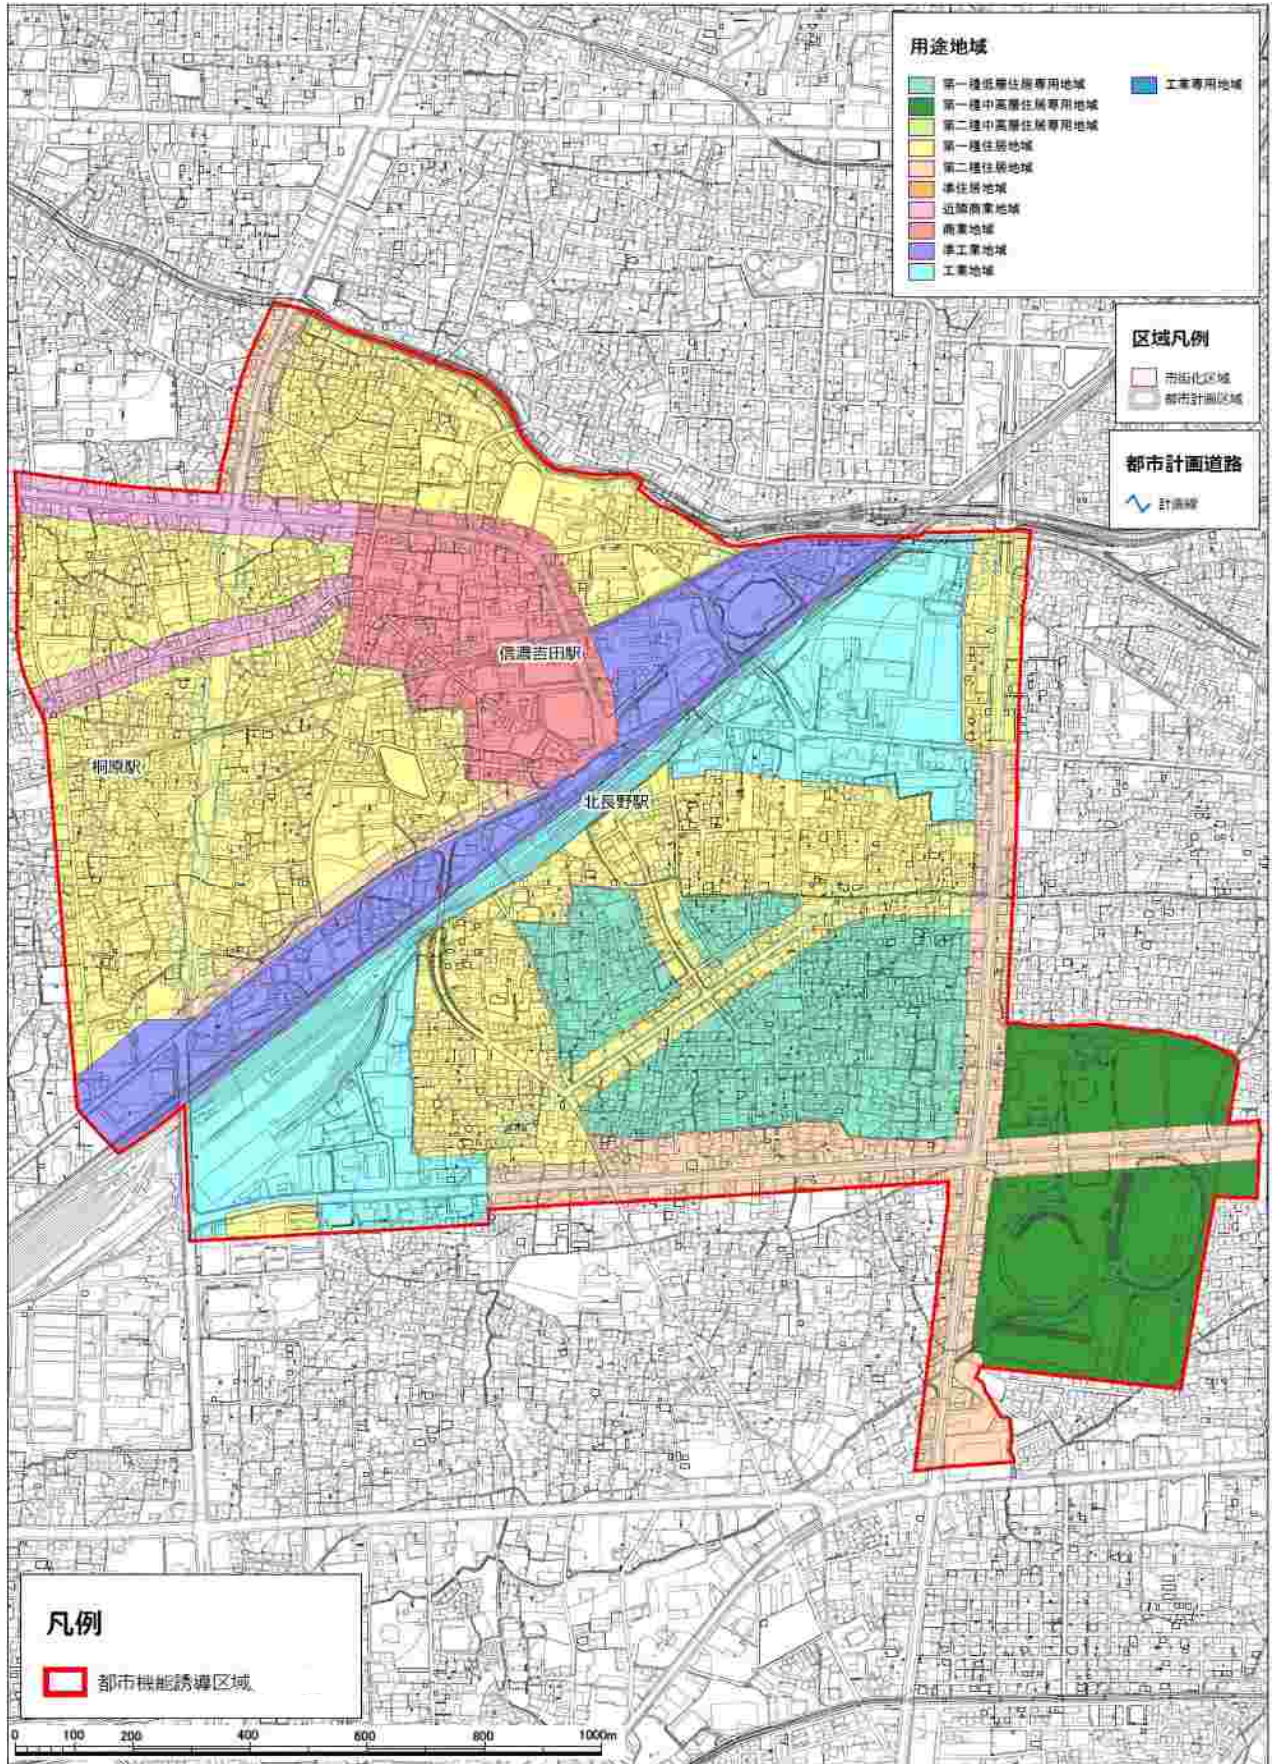 用途地域
第一種低層住居専用地域
工業専用地域
第一種中高層住居専用地域
第二種中高層住居専用地域
第一種住居地域
第二種住居地域
準住居地域
近隣商業地域
商業地域
準工業地域
工業地域
区域凡例
市街化区域
都市計画区域
都市計画道路
計画線
信濃吉田駅
桐原駅
北長野駅
凡例
都市機能誘導区域
0 100 200 400 600 800 1000m